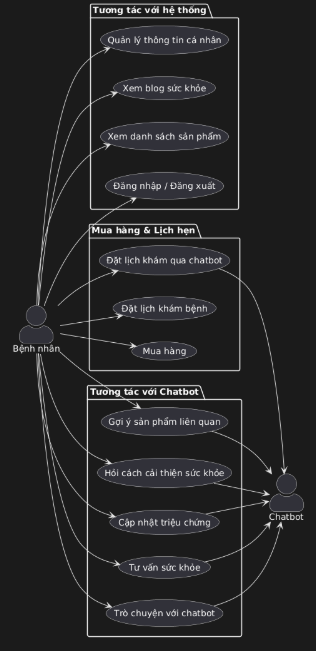 Tương tác với hệ thống
Quản lý thông tin cá nhân
Xem blog sức khỏe
Xem danh sách sản phẩm
Đăng nhập / Đăng xuất
Mua hàng & Lịch hẹn
Đặt lịch khám qua chatbot
Đặt lịch khám bệnh
Mua hàng
Bệnh nhân
Tương tác với Chatbot
Gợi ý sản phẩm liên quan
Hỏi cách cải thiện sức khỏe
Cập nhật triệu chứng
Tư vấn sức khỏe
Trò chuyện với chatbot
Chatbot